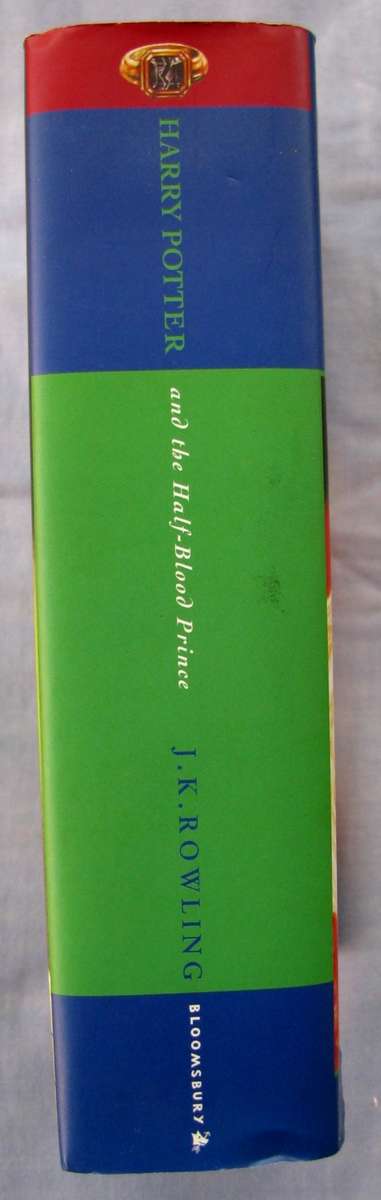 HARRY POTTER
and the Half-Blood Prince
J.K.ROWLING
BLOOMSBURY